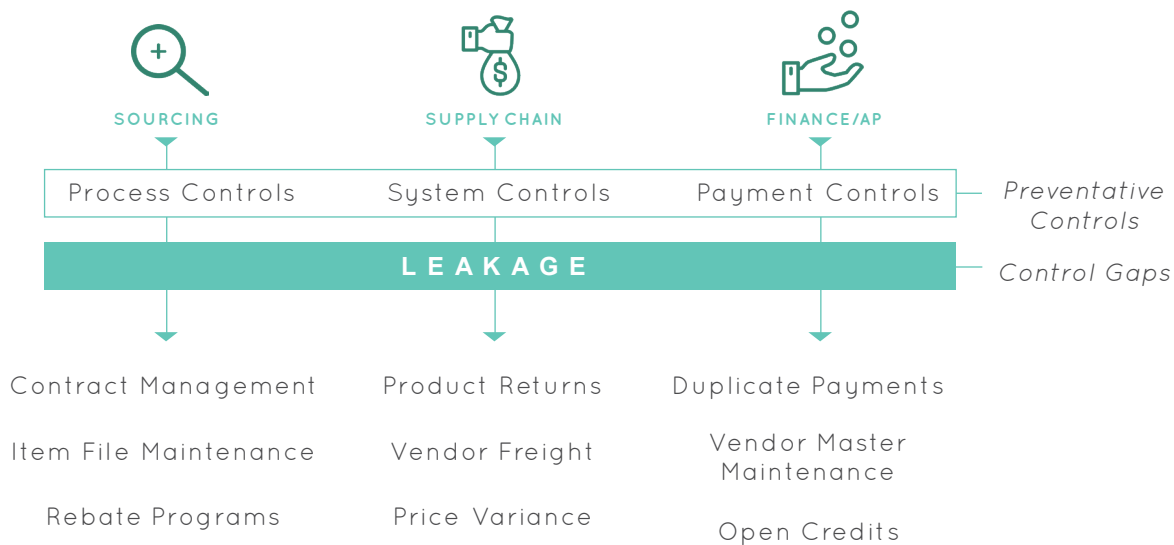 SOURCING
SUPPLY CHAIN
FINANCE/AP
Process Controls
System Controls
Payment Controls
Preventative
Controls
LEAKAGE
Control Gaps
Contract Management
Product Returns
Duplicate Payments
Item File Maintenance
Vendor Freight
Vendor Master
Maintenance
Rebate Programs
Price Variance
Open Credits